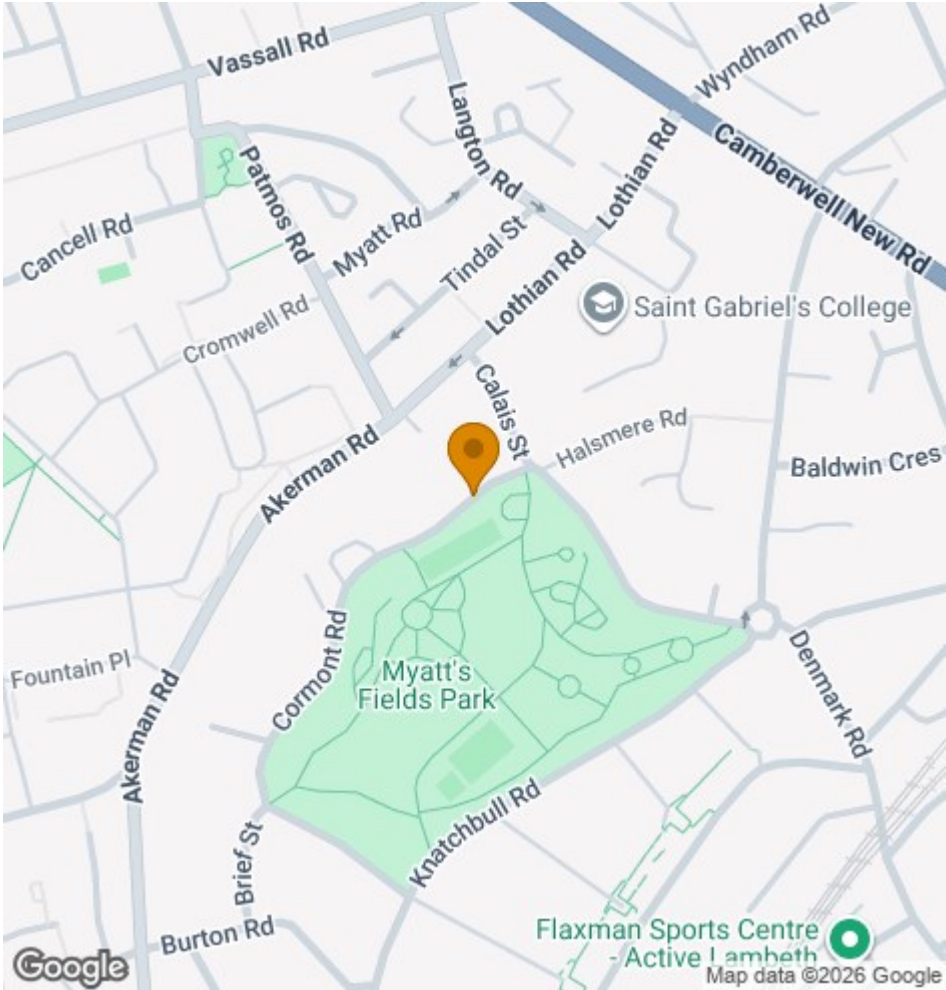 Vassall Rd
Wyndham Rd
Langton Rd
Camberwell New Rd
Lothian Rd
Patmos Rd
Myatt Rd
Cancell Rd
Tindal St
Lothian Rd
Saint Gabriel's College
Cromwell Rd
Calais St
Halsmere Rd
Akerman Rd
Baldwin Cres
Fountain Pl
Cormont Rd
Myatt's
Fields Park
Denmark Rd
Akerman Rd
Knatchbull Rd
Brief St
Burton Rd
Flaxman Sports Centre
- Active Lambeth
Google
Map data ©2026 Google